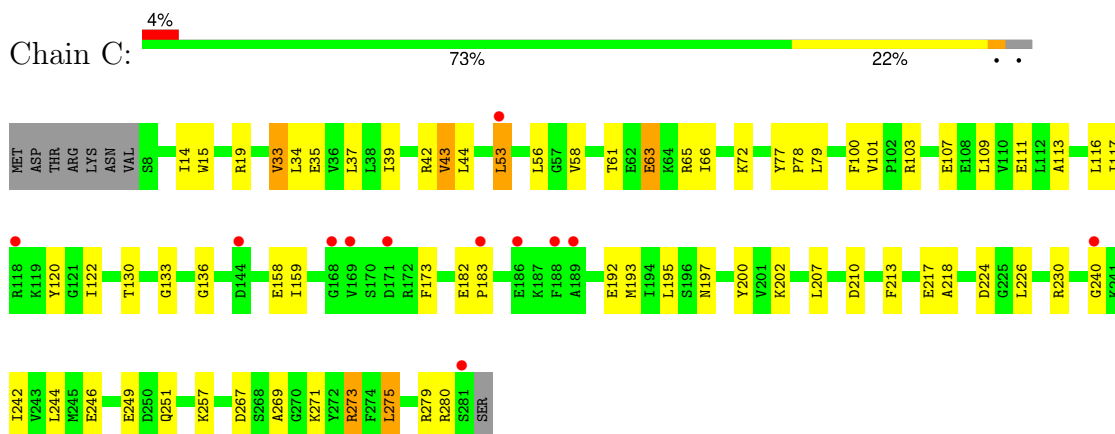 4%
Chain C:
73% 22% • •
MET ASP THR ARG LYS ASN VAL S8 I14 W15 R19 V33 L34 E35 V36 L37 L38 I39 R42 V43 L44 L53 L56 G57 V58 T61 E62 E63 K64 R65 I66 K72 Y77 P78 L79 F100 V101 P102 R103 E107 E108 L109 V110 E111 L112 A113 L116 I117
R118 K119 Y120 G121 I122 T130 G133 G136 D144 E158 I159 G168 V169 S170 D171 R172 F173 E182 P183 E186 K187 F188 A189 E192 M193 I194 L195 S196 N197 Y200 V201 K202 L207 D210 F213 E217 A218 D224 G225 L226 R230 G240 K241
I242 V243 L244 M245 E246 E249 D250 Q251 K257 D267 S268 A269 G270 K271 Y272 R273 F274 L275 R279 R280 S281 SER